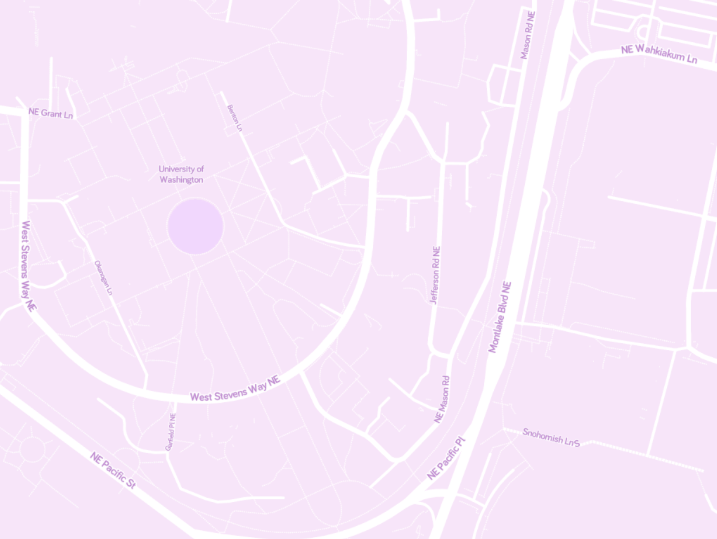 Mason Rd NE
NE Wahkiakum Ln
NE Grant Ln
Benton Ln
University of
Washington
West Stevens Way NE
Okanogan Ln
Jefferson Rd NE
Montlake Blvd NE
West Stevens Way NE
NE Mason Rd
Garfield Pl NE
Snohomish Ln S
NE Pacific St
NE Pacific Pl